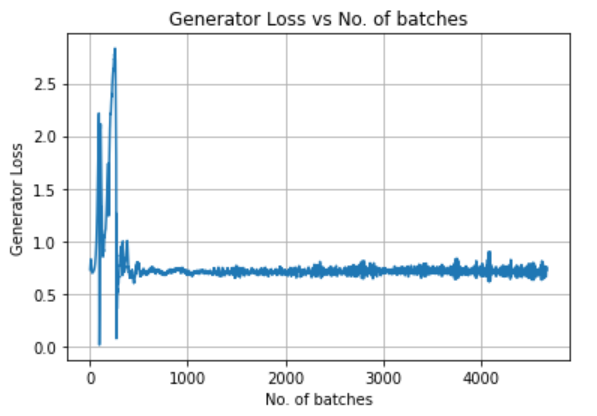 Generator Loss vs No. of batches
Generator Loss
2.5
2.0
1.5
1.0
0.5
0.0
0 1000 2000 3000 4000
No. of batches